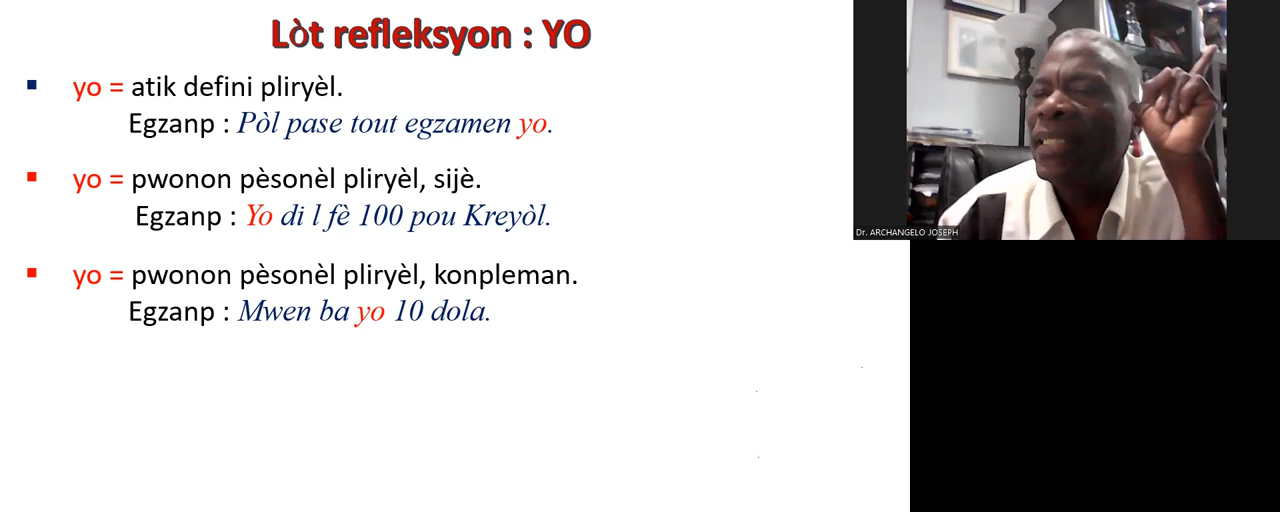 Lòt refleksyon : YO
yo = atik defini pliryèl.
Egzanp : Pòl pase tout egzamen yo.
yo = pwonon pèsonèl pliryèl, sijè.
Egzanp : Yo di l fè 100 pou Kreyòl.
yo = pwonon pèsonèl pliryèl, konpleman.
Egzanp : Mwen ba yo 10 dola.
Dr. ARCHANGELO JOSEPH